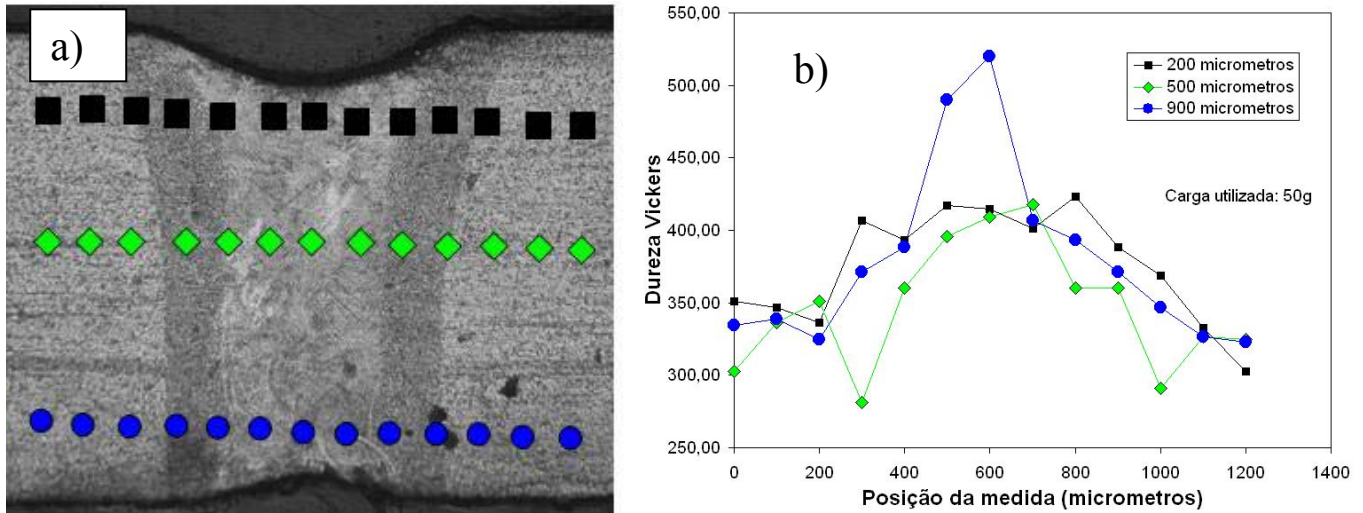 a)
b)
550,00
500,00
450,00
400,00
350,00
300,00
250,00
Dureza Vickers
200 micrometros
500 micrometros
900 micrometros
Carga utilizada: 50g
0 200 400 600 800 1000 1200 1400
Posição da medida (micrometros)